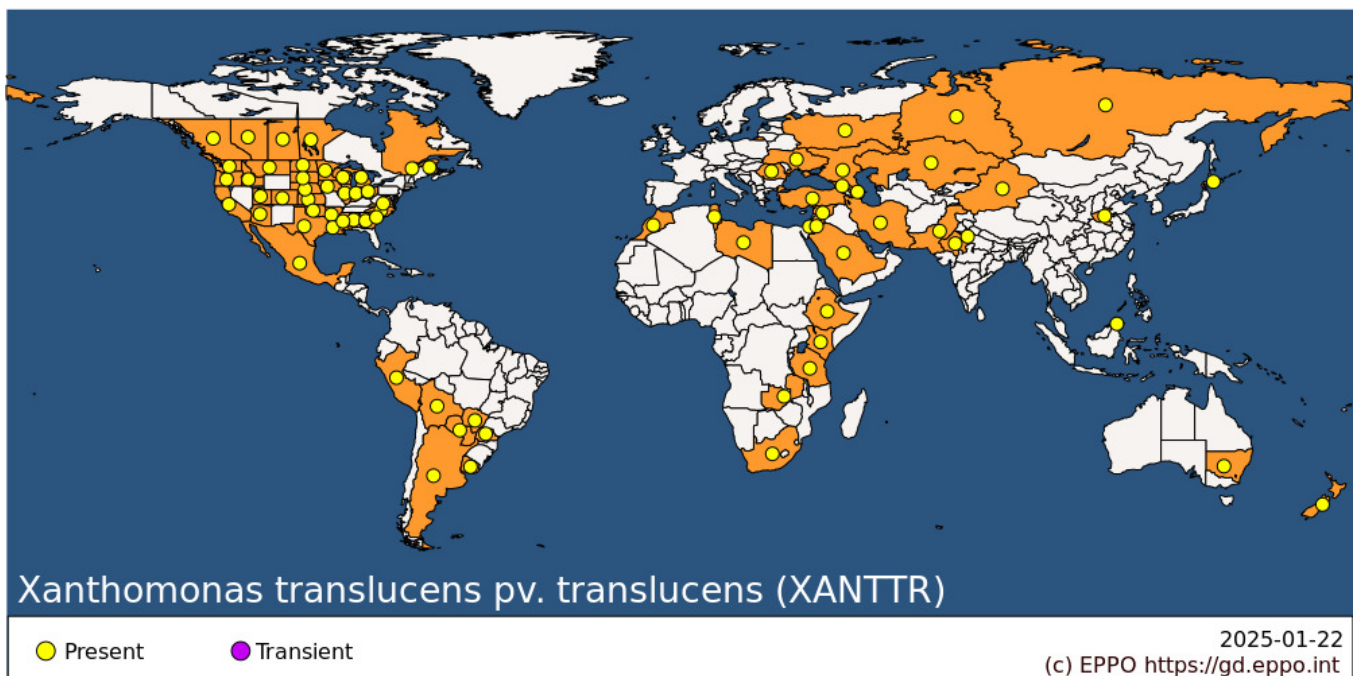 Xanthomonas translucens pv. translucens (XANTTR)
Present
Transient
2025-01-22
(c) EPPO https://gd.eppo.int